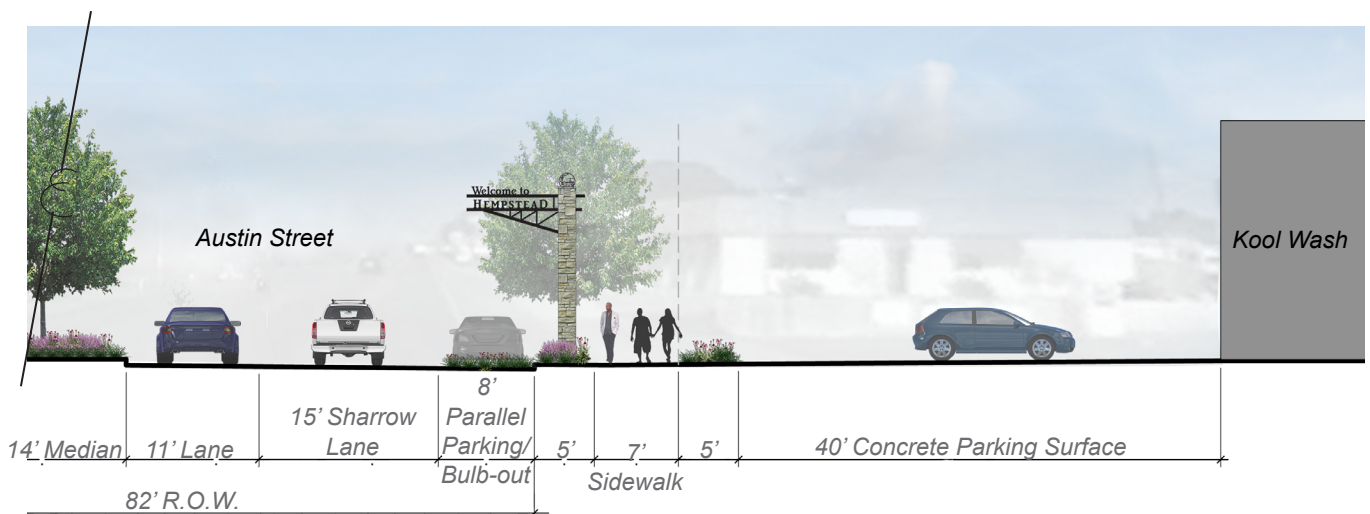 Welcome to
HEMPSTEAD
Austin Street
Kool Wash
14’ Median
11’ Lane
15’ Sharrow
Lane
8’
Parallel
Parking/
Bulb-out
5’
7’
Sidewalk
5’
40’ Concrete Parking Surface
82’ R.O.W.